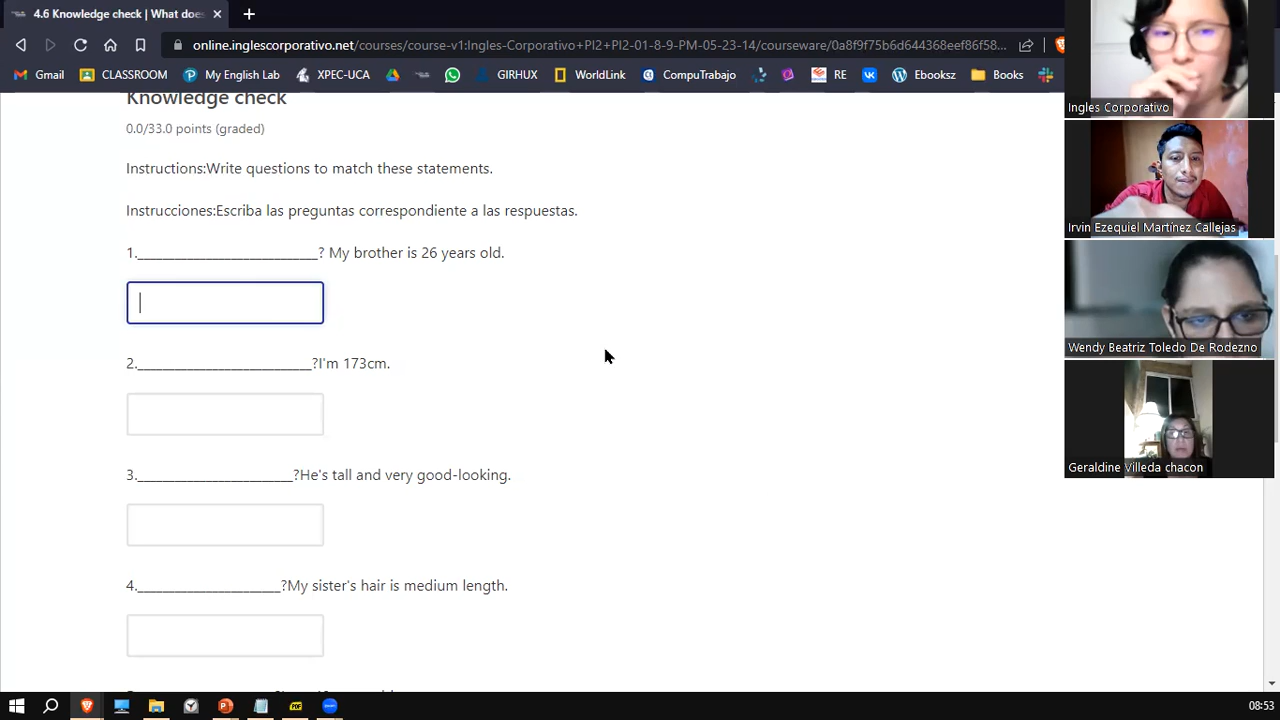 4.6 Knowledge check | What does
online.inglescorporativo.net/courses/course-v1:Ingles-Corporativo+PI2+PI2-01-8-9-PM-05-23-14/courseware/0a8f9f75b6d644368eef86f58...
Gmail CLASSROOM My English Lab XPEC-UCA GIRHUX WorldLink CompuTrabajo RE Ebooksz Books
Knowledge check
0.0/33.0 points (graded)
Instructions:Write questions to match these statements.
Instrucciones:Escriba las preguntas correspondiente a las respuestas.
1.__________________________? My brother is 26 years old.
2._________________________?I'm 173cm.
3.______________________?He's tall and very good-looking.
4.____________________?My sister's hair is medium length.
Ingles Corporativo
Irvin Ezequiel Martínez Callejas
Wendy Beatriz Toledo De Rodezno
Geraldine Villeda chacon
08:53